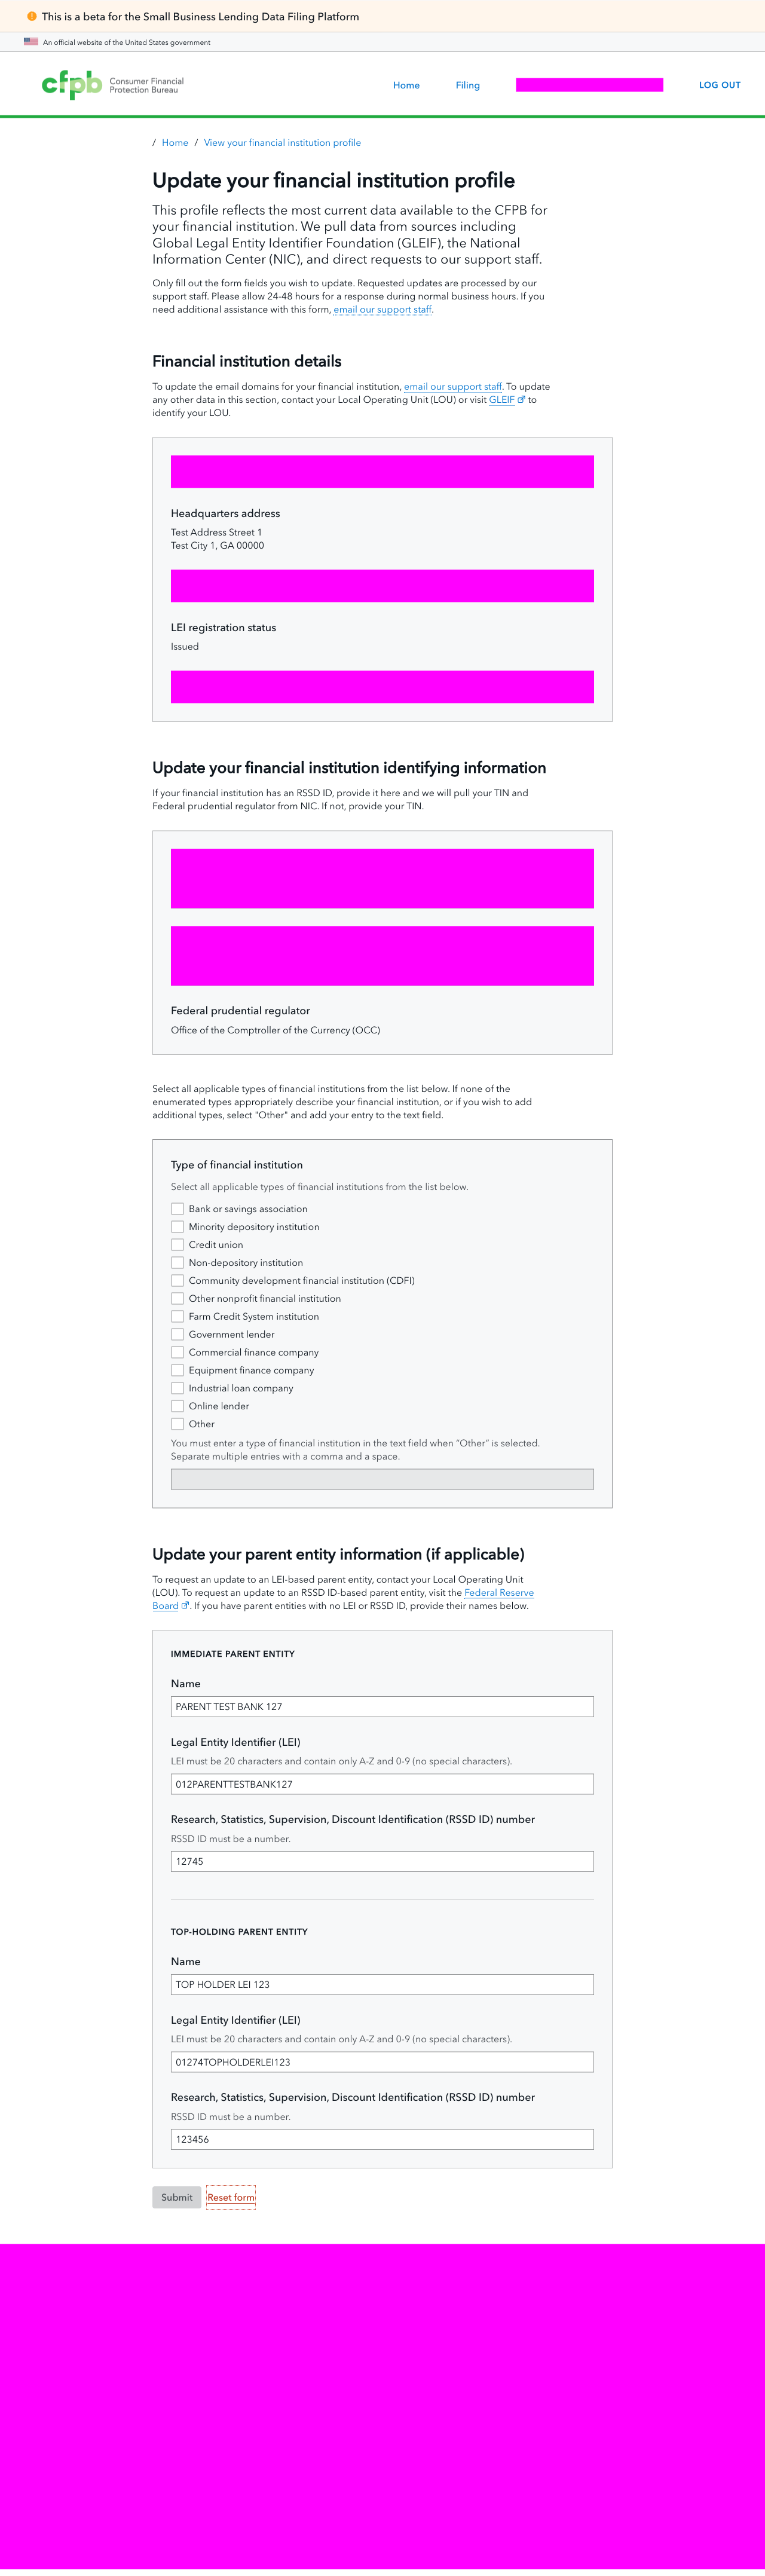 This is a beta for the Small Business Lending Data Filing Platform
An official website of the United States government
cfpb Consumer Financial
Protection Bureau
Home Filing LOG OUT
/ Home / View your financial institution profile
Update your financial institution profile
This profile reflects the most current data available to the CFPB for
your financial institution. We pull data from sources including
Global Legal Entity Identifier Foundation (GLEIF), the National
Information Center (NIC), and direct requests to our support staff.
Only fill out the form fields you wish to update. Requested updates are processed by our
support staff. Please allow 24-48 hours for a response during normal business hours. If you
need additional assistance with this form, email our support staff.
Financial institution details
To update the email domains for your financial institution, email our support staff. To update
any other data in this section, contact your Local Operating Unit (LOU) or visit GLEIF to
identify your LOU.
Headquarters address
Test Address Street 1
Test City 1, GA 00000
LEI registration status
Issued
Update your financial institution identifying information
If your financial institution has an RSSD ID, provide it here and we will pull your TIN and
Federal prudential regulator from NIC. If not, provide your TIN.
Federal prudential regulator
Office of the Comptroller of the Currency (OCC)
Select all applicable types of financial institutions from the list below. If none of the
enumerated types appropriately describe your financial institution, or if you wish to add
additional types, select "Other" and add your entry to the text field.
Type of financial institution
Select all applicable types of financial institutions from the list below.
Bank or savings association
Minority depository institution
Credit union
Non-depository institution
Community development financial institution (CDFI)
Other nonprofit financial institution
Farm Credit System institution
Government lender
Commercial finance company
Equipment finance company
Industrial loan company
Online lender
Other
You must enter a type of financial institution in the text field when "Other" is selected.
Separate multiple entries with a comma and a space.
Update your parent entity information (if applicable)
To request an update to an LEI-based parent entity, contact your Local Operating Unit
(LOU). To request an update to an RSSD ID-based parent entity, visit the Federal Reserve
Board . If you have parent entities with no LEI or RSSD ID, provide their names below.
IMMEDIATE PARENT ENTITY
Name
PARENT TEST BANK 127
Legal Entity Identifier (LEI)
LEI must be 20 characters and contain only A-Z and 0-9 (no special characters).
012PARENTTESTBANK127
Research, Statistics, Supervision, Discount Identification (RSSD ID) number
RSSD ID must be a number.
12745
TOP-HOLDING PARENT ENTITY
Name
TOP HOLDER LEI 123
Legal Entity Identifier (LEI)
LEI must be 20 characters and contain only A-Z and 0-9 (no special characters).
01274TOPHOLDERLEI123
Research, Statistics, Supervision, Discount Identification (RSSD ID) number
RSSD ID must be a number.
123456
Submit Reset form